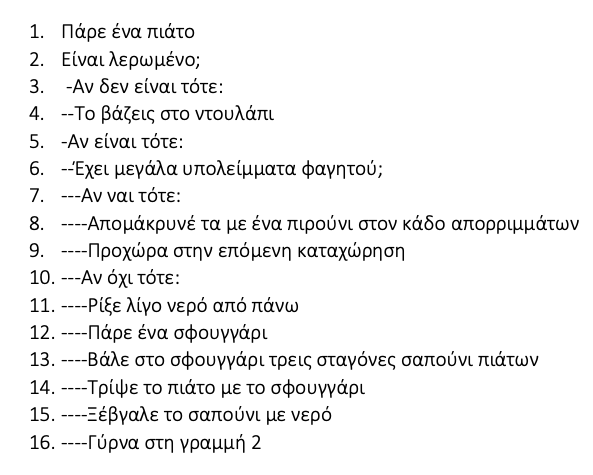 1. Πάρε ένα πιάτο
2. Είναι λερωμένο;
3. -Αν δεν είναι τότε:
4. --Το βάζεις στο ντουλάπι
5. -Αν είναι τότε:
6. --Έχει μεγάλα υπολείμματα φαγητού;
7. ---Αν ναι τότε:
8. ----Απομάκρυνέ τα με ένα πιρούνι στον κάδο απορριμμάτων
9. ----Προχώρα στην επόμενη καταχώρηση
10. ---Αν όχι τότε:
11. ----Ρίξε λίγο νερό από πάνω
12. ----Πάρε ένα σφουγγάρι
13. ----Βάλε στο σφουγγάρι τρεις σταγόνες σαπούνι πιάτων
14. ----Τρίψε το πιάτο με το σφουγγάρι
15. ----Ξέβγαλε το σαπούνι με νερό
16. ----Γύρνα στη γραμμή 2